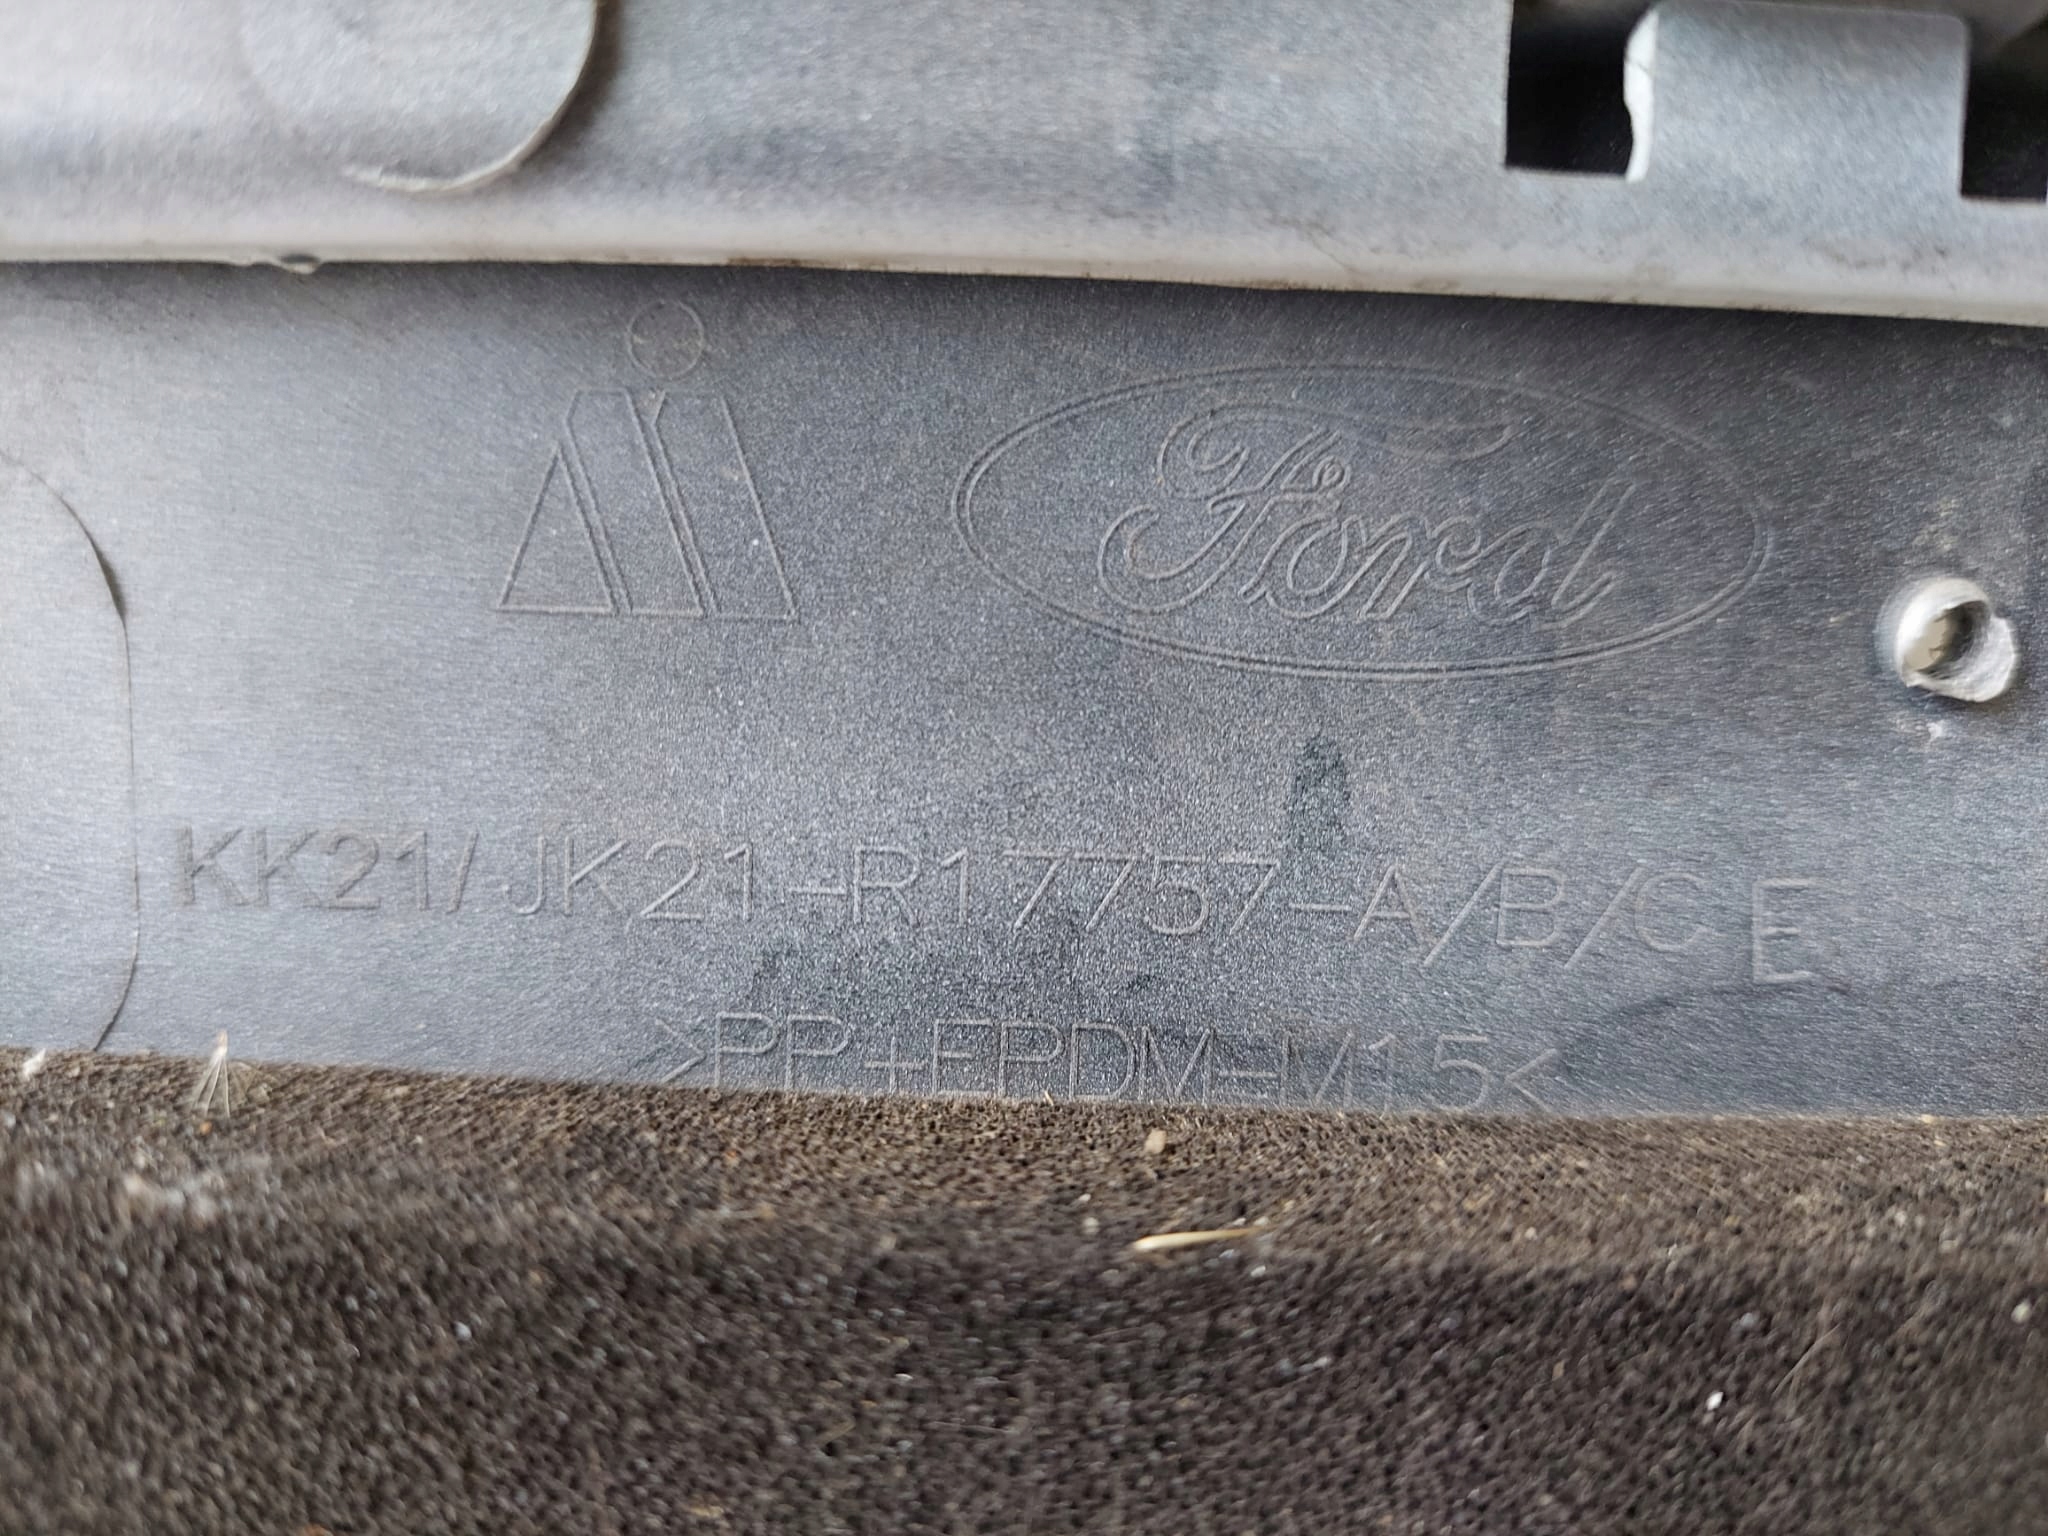 Ford
KK21/JK21-R17757-A/B/C E
>PP+EPDM-M15<